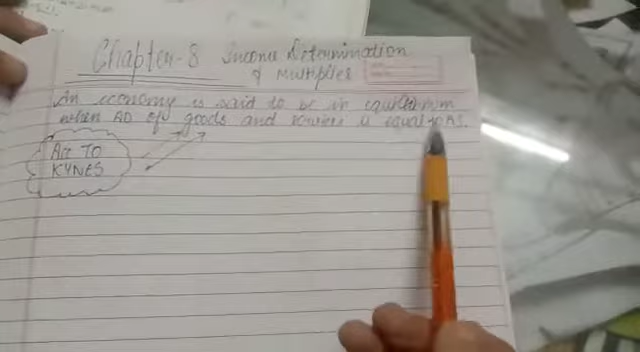 Chapter-8 Income Determination
& Multiplier
An economy is said to be in equilibrium
when AD of goods and services is equal to AS.
Acc TO
KYNES